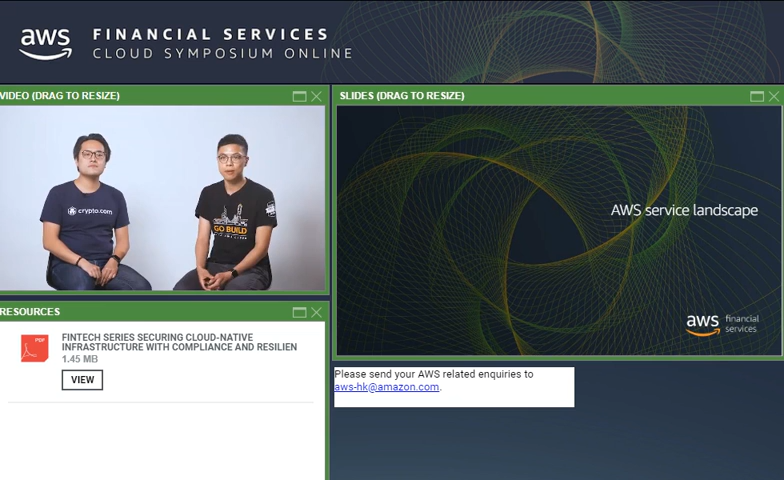 aws
FINANCIAL SERVICES
CLOUD SYMPOSIUM ONLINE
VIDEO (DRAG TO RESIZE)
crypto.com
GO BUILD
RESOURCES
PDF
FINTECH SERIES SECURING CLOUD-NATIVE
INFRASTRUCTURE WITH COMPLIANCE AND RESILIEN
1.45 MB
VIEW
SLIDES (DRAG TO RESIZE)
AWS service landscape
aws
financial
services
Please send your AWS related enquiries to
aws-hk@amazon.com.